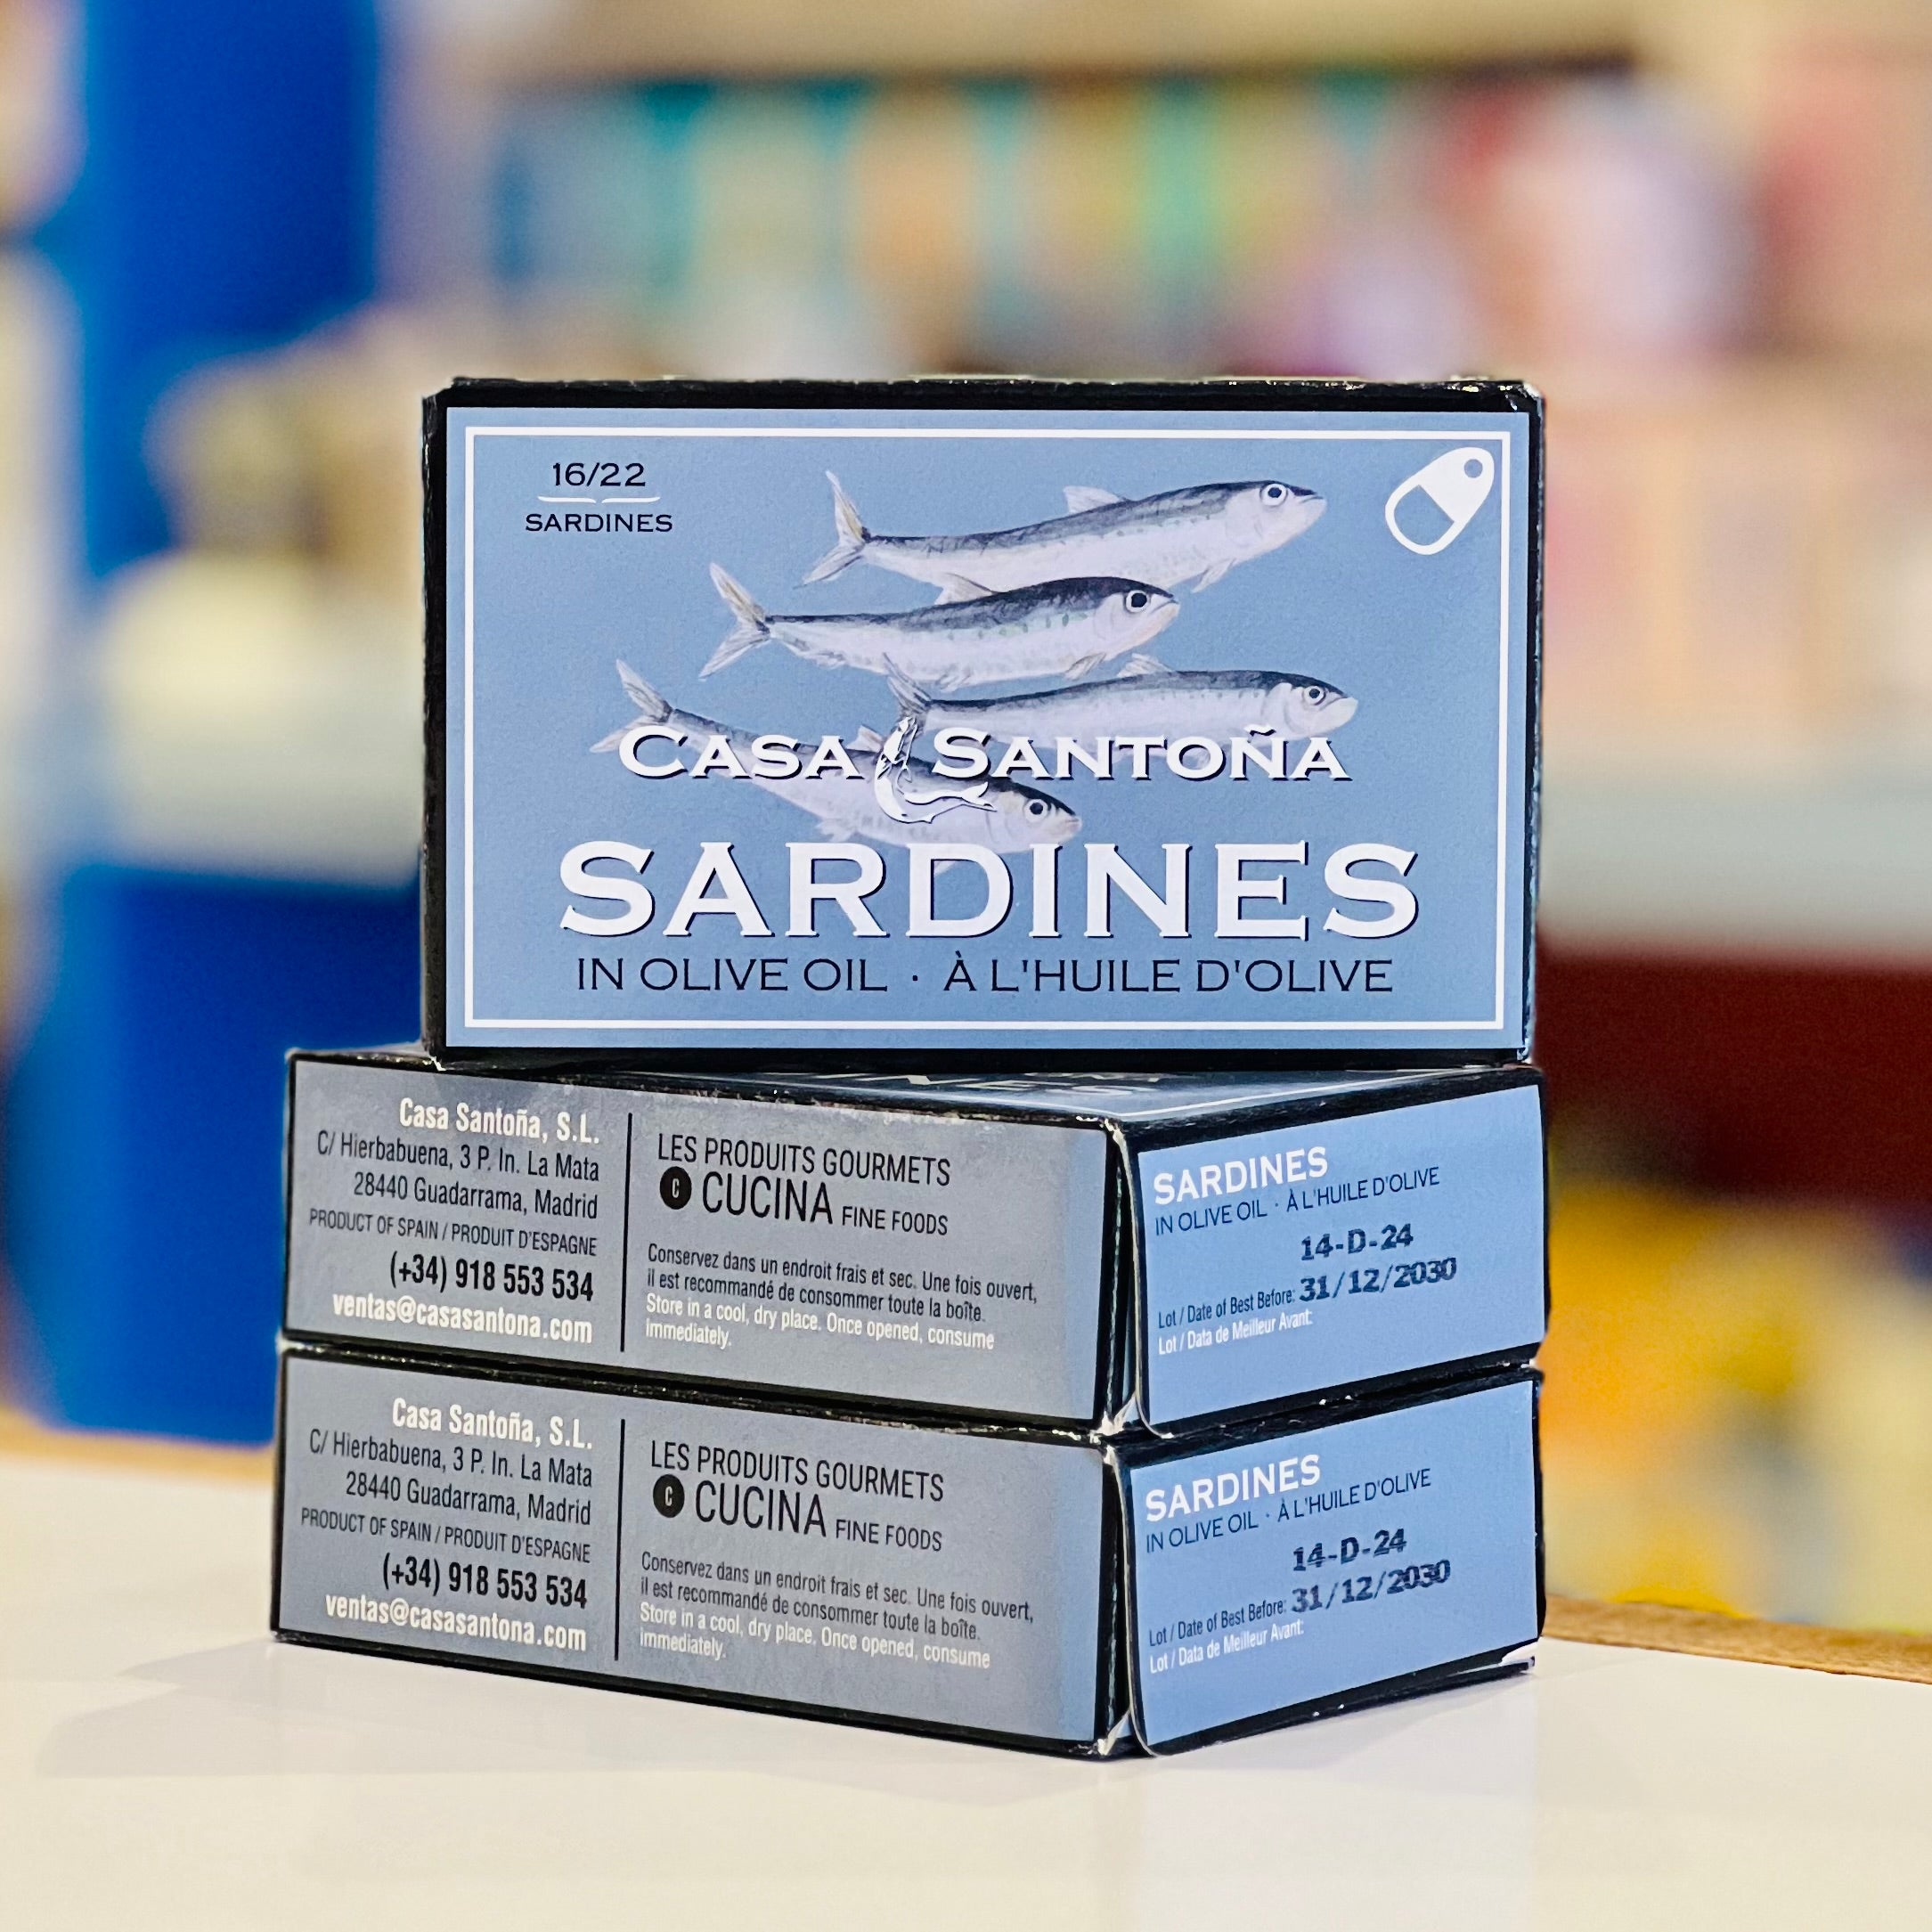 16/22
SARDINES
CASA SANTOÑA
SARDINES
IN OLIVE OIL · À L'HUILE D'OLIVE
Casa Santoña, S.L.
C/ Hierbabuena, 3 P. In. La Mata
28440 Guadarrama, Madrid
PRODUCT OF SPAIN / PRODUIT D'ESPAGNE
(+34) 918 553 534
ventas@casasantona.com
LES PRODUITS GOURMETS
C CUCINA FINE FOODS
Conservez dans un endroit frais et sec. Une fois ouvert,
il est recommandé de consommer toute la boîte.
Store in a cool, dry place. Once opened, consume
immediately.
SARDINES
IN OLIVE OIL · À L'HUILE D'OLIVE
14-D-24
Lot / Date of Best Before: 31/12/2030
Lot / Data de Meilleur Avant:
Casa Santoña, S.L.
C/ Hierbabuena, 3 P. In. La Mata
28440 Guadarrama, Madrid
PRODUCT OF SPAIN / PRODUIT D'ESPAGNE
(+34) 918 553 534
ventas@casasantona.com
LES PRODUITS GOURMETS
C CUCINA FINE FOODS
Conservez dans un endroit frais et sec. Une fois ouvert,
il est recommandé de consommer toute la boîte.
Store in a cool, dry place. Once opened, consume
immediately.
SARDINES
IN OLIVE OIL · À L'HUILE D'OLIVE
14-D-24
Lot / Date of Best Before: 31/12/2030
Lot / Data de Meilleur Avant: